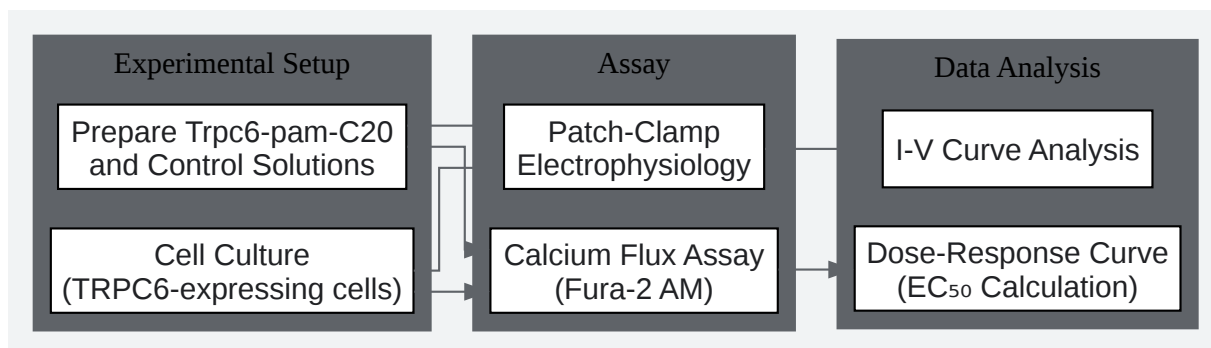 Experimental Setup
Prepare Trpc6-pam-C20
and Control Solutions
Cell Culture
(TRPC6-expressing cells)
Assay
Patch-Clamp
Electrophysiology
Calcium Flux Assay
(Fura-2 AM)
Data Analysis
I-V Curve Analysis
Dose-Response Curve
(EC₅₀ Calculation)